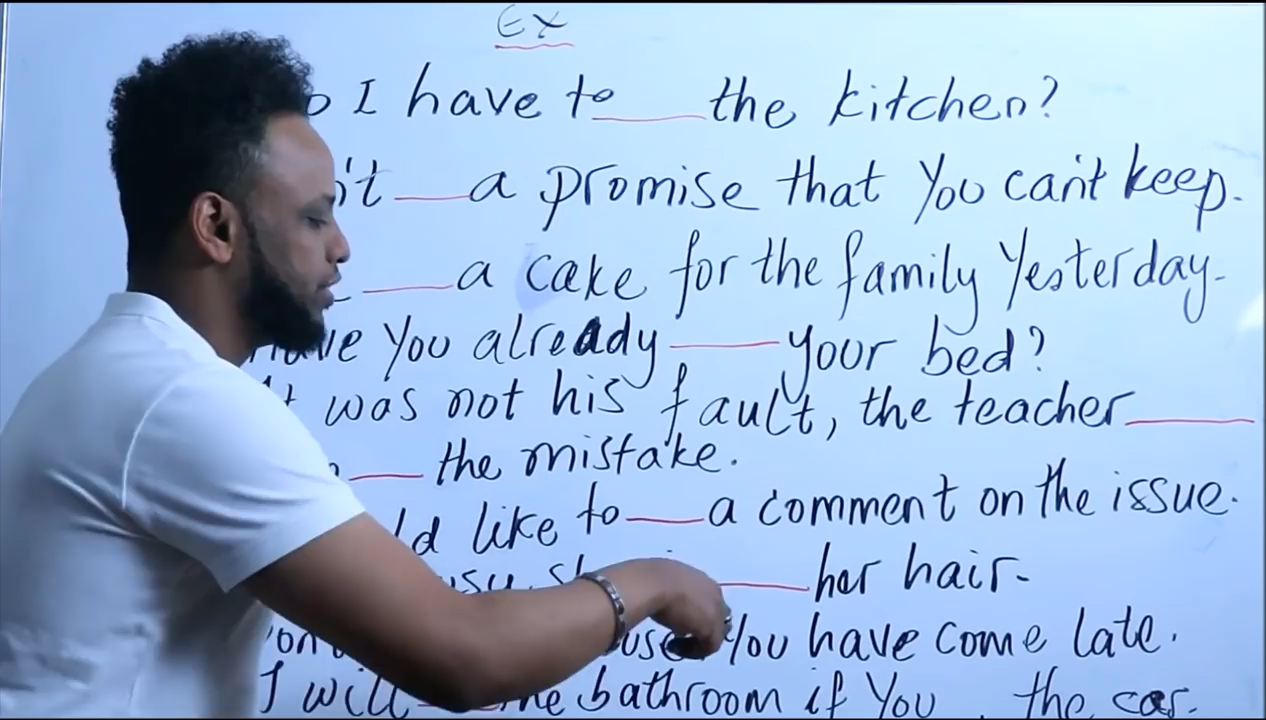 EX
I have to ___ the kitchen?
___ a promise that you can't keep.
___ a cake for the family yesterday.
Have you already ___ your bed?
was not his fault, the teacher ___
___ the mistake.
like to ___ a comment on the issue.
___ her hair.
You have come late.
I will the bathroom if you the car.